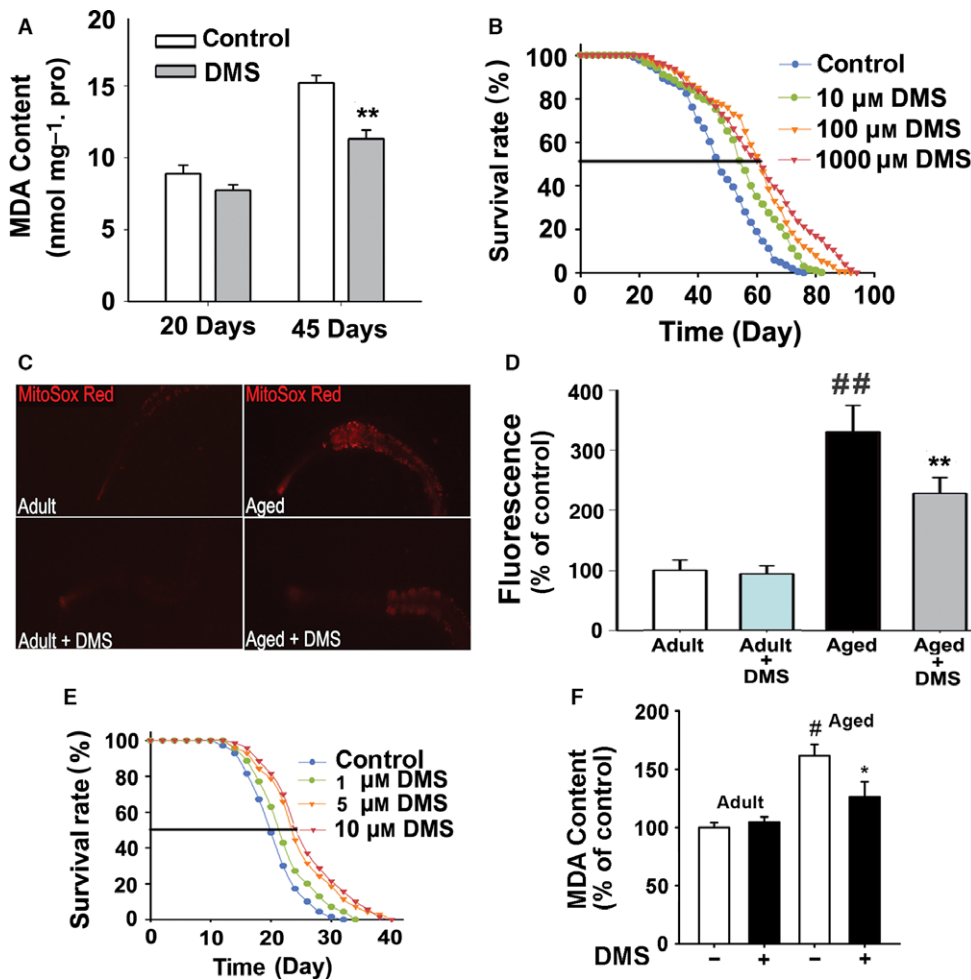 A
MDA Content
(nmol mg⁻¹. pro)
20
15
10
5
0
Control
DMS
**
20 Days
45 Days
B
Survival rate (%)
100
80
60
40
20
0
Control
10 μM DMS
100 μM DMS
1000 μM DMS
0 20 40 60 80 100
Time (Day)
C
MitoSox Red
MitoSox Red
Adult
Aged
Adult + DMS
Aged + DMS
D
Fluorescence
(% of control)
400
300
200
100
0
##
**
Adult
Adult
+
DMS
Aged
Aged
+
DMS
E
Survival rate (%)
100
80
60
40
20
0
Control
1 μM DMS
5 μM DMS
10 μM DMS
0 10 20 30 40
Time (Day)
F
MDA Content
(% of control)
200
150
100
50
0
Adult
# Aged
*
DMS – + – +